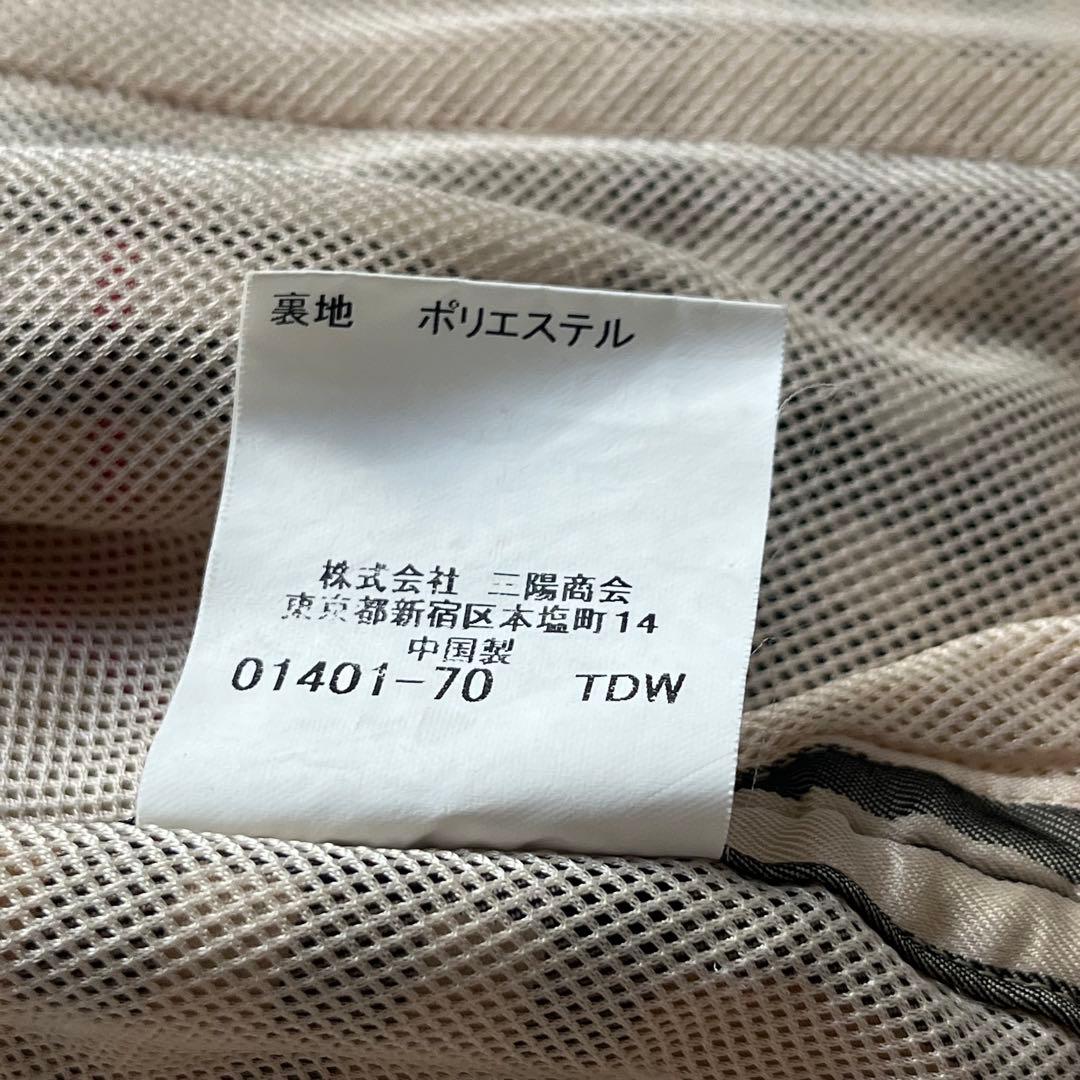 裏地 ポリエステル
株式会社 三陽商会
東京都新宿区本塩町14
中国製
01401-70 TDW